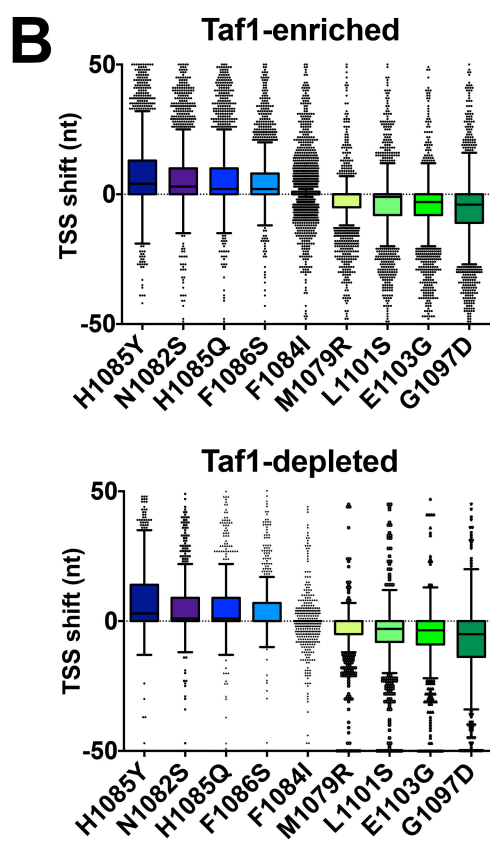 B
Taf1-enriched
TSS shift (nt)
50
0
-50
H1085Y
N1082S
H1085Q
F1086S
F1084I
M1079R
L1101S
E1103G
G1097D
Taf1-depleted
TSS shift (nt)
50
0
-50
H1085Y
N1082S
H1085Q
F1086S
F1084I
M1079R
L1101S
E1103G
G1097D